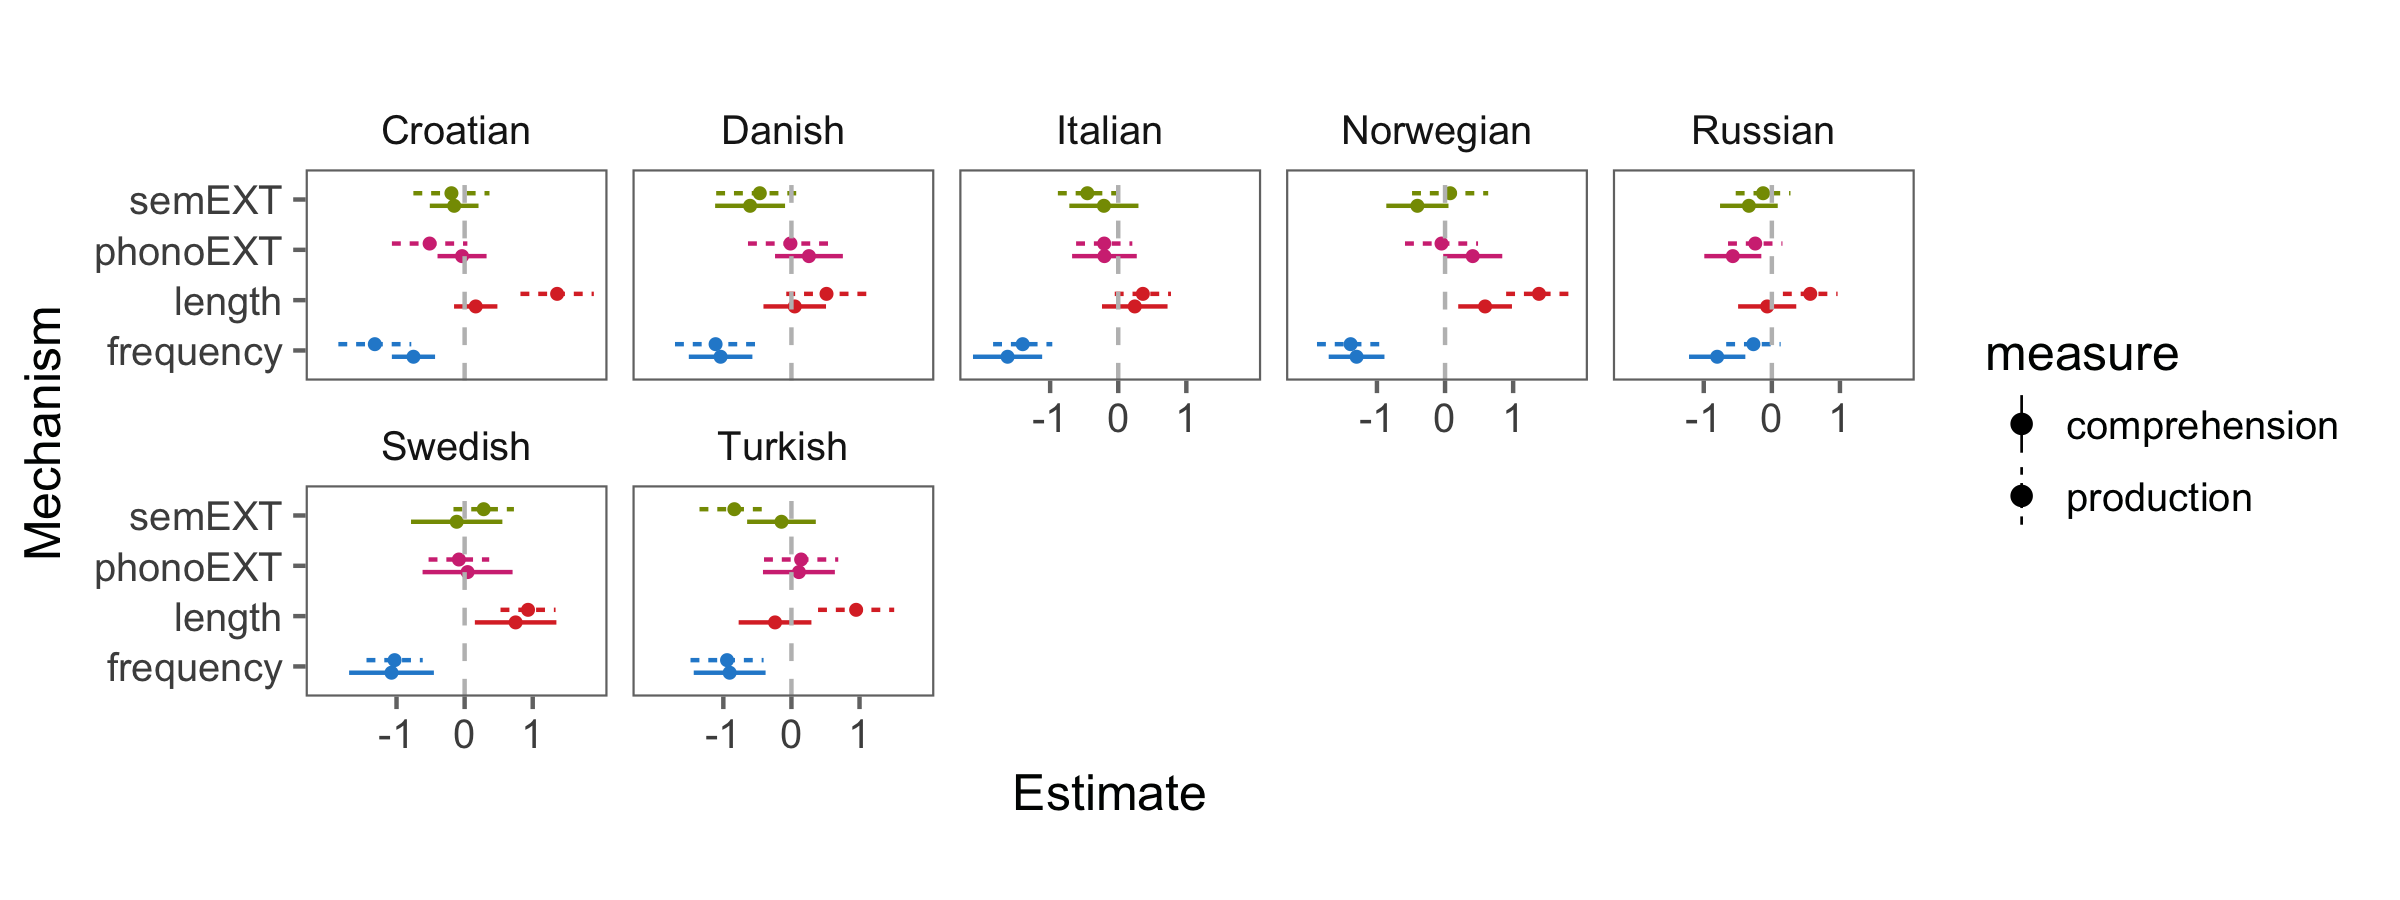 Croatian Danish Italian Norwegian Russian
semEXT
phonoEXT
length
frequency
-1 0 1 -1 0 1 -1 0 1
Swedish Turkish
semEXT
phonoEXT
length
frequency
-1 0 1 -1 0 1
Estimate
Mechanism
measure
comprehension
production